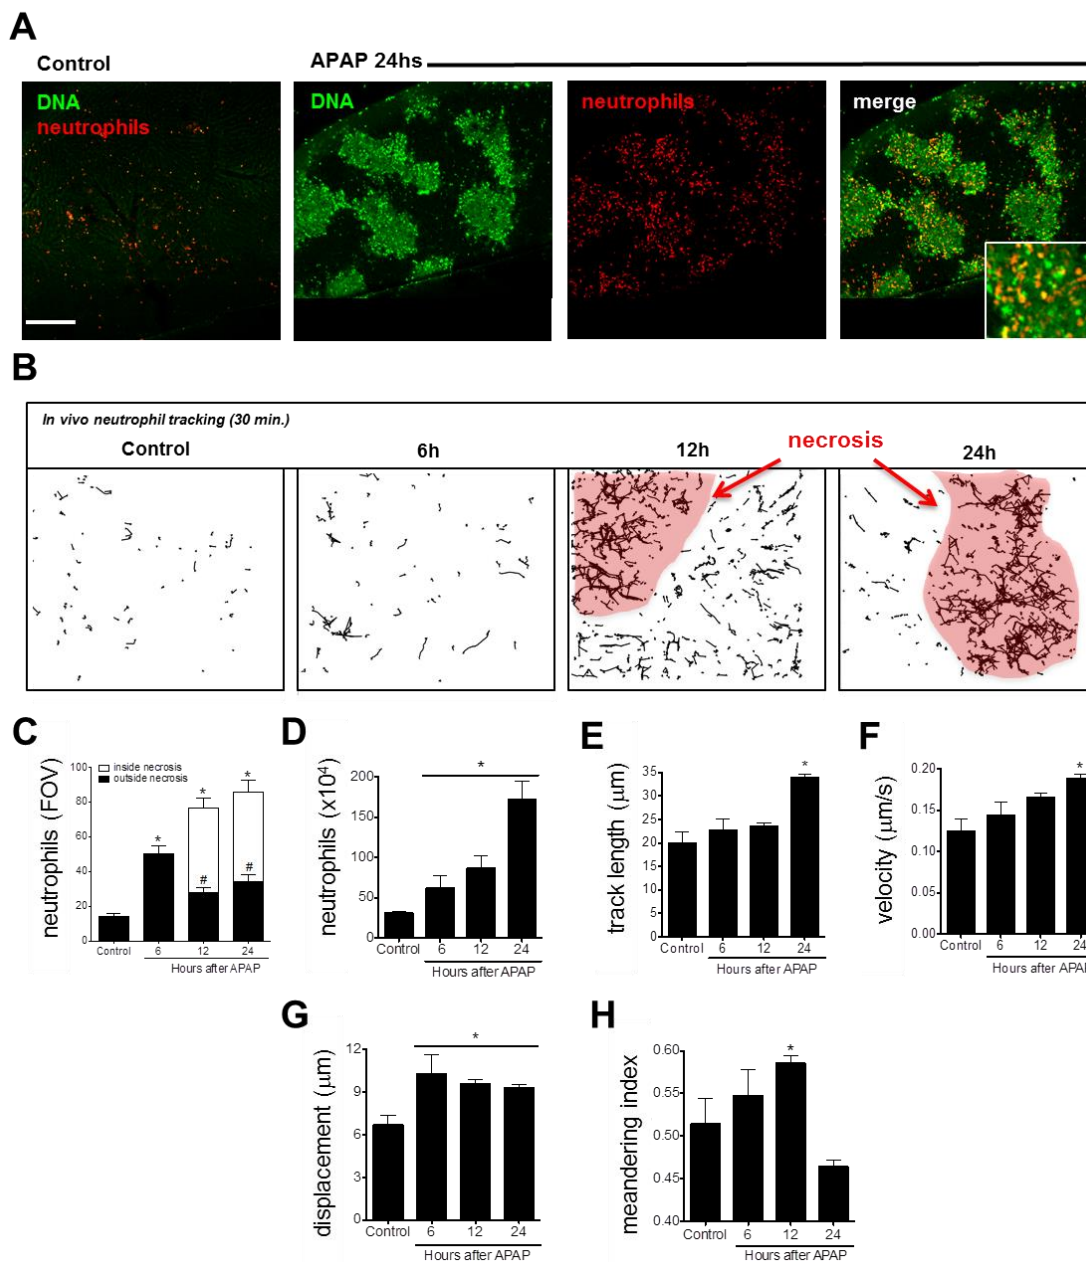 A
Control
APAP 24hs
DNA
neutrophils
DNA
neutrophils
merge
B
In vivo neutrophil tracking (30 min.)
Control
6h
12h
necrosis
24h
C
neutrophils (FOV)
inside necrosis
outside necrosis
100
80
60
40
20
0
*
*
*
#
#
Control
6
12
24
Hours after APAP
D
neutrophils (x10⁴)
200
150
100
50
0
*
Control
6
12
24
Hours after APAP
E
track length (μm)
35
30
25
20
15
10
5
0
*
Control
6
12
24
Hours after APAP
F
velocity (μm/s)
0.20
0.15
0.10
0.05
0.00
*
Control
6
12
24
Hours after APAP
G
displacement (μm)
12
9
6
3
0
*
Control
6
12
24
Hours after APAP
H
meandering index
0.60
0.55
0.50
0.45
0.40
*
Control
6
12
24
Hours after APAP